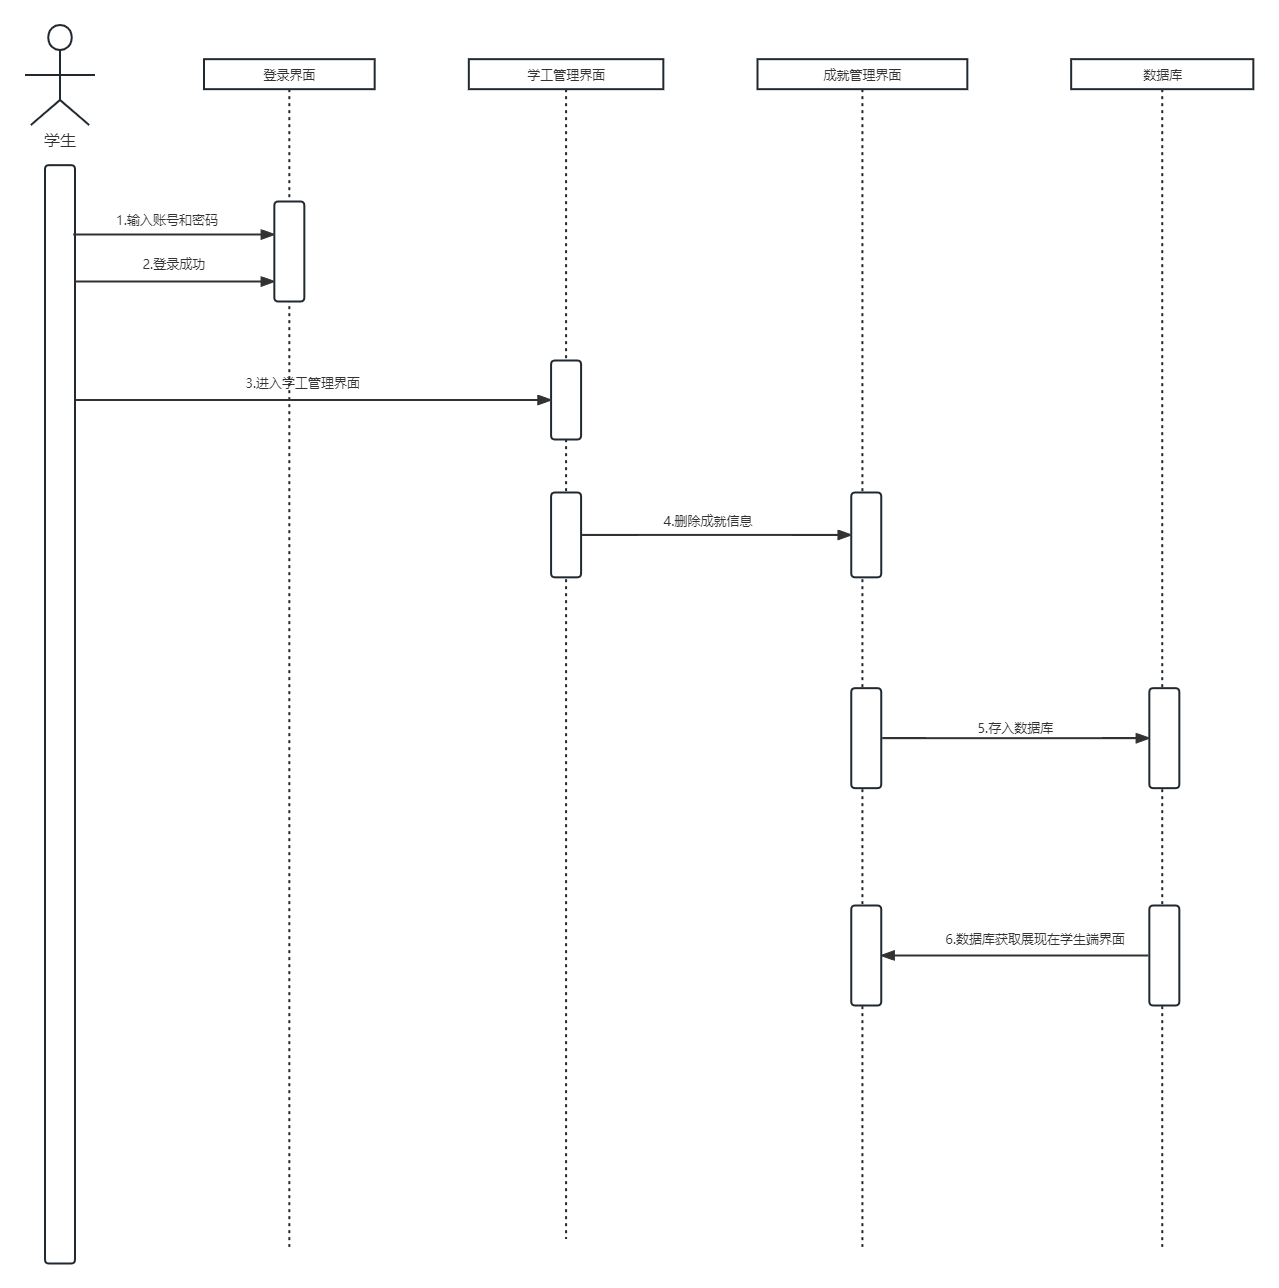 学生
登录界面
学工管理界面
成就管理界面
数据库
1.输入账号和密码
2.登录成功
3.进入学工管理界面
4.删除成就信息
5.存入数据库
6.数据库获取展现在学生端界面